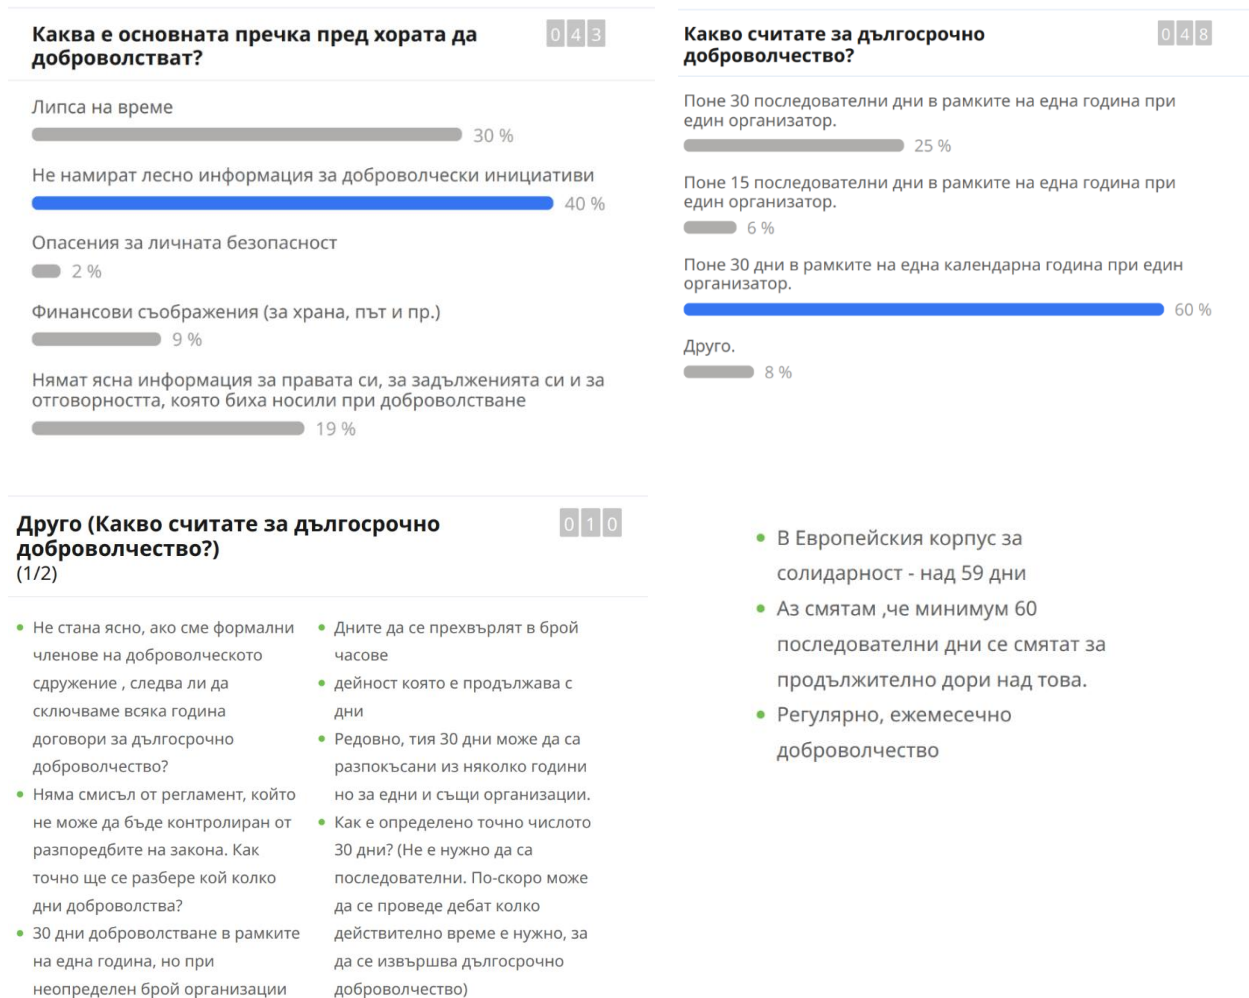 Каква е основната пречка пред хората да
доброволстват?
043
Липса на време
30 %
Не намират лесно информация за доброволчески инициативи
40 %
Опасения за личната безопасност
2 %
Финансови съображения (за храна, път и пр.)
9 %
Нямат ясна информация за правата си, за задълженията си и за
отговорността, която биха носили при доброволстване
19 %
Какво считате за дългосрочно
доброволчество?
048
Поне 30 последователни дни в рамките на една година при
един организатор.
25 %
Поне 15 последователни дни в рамките на една година при
един организатор.
6 %
Поне 30 дни в рамките на една календарна година при един
организатор.
60 %
Друго.
8 %
Друго (Какво считате за дългосрочно
доброволчество?)
(1/2)
010
Не стана ясно, ако сме формални
членове на доброволческото
сдружение , следва ли да
сключваме всяка година
договори за дългосрочно
доброволчество?
Няма смисъл от регламент, който
не може да бъде контролиран от
разпоредбите на закона. Как
точно ще се разбере кой колко
дни доброволства?
30 дни доброволстване в рамките
на една година, но при
неопределен брой организации
Дните да се прехвърлят в брой
часове
дейност която е продължава с
дни
Редовно, тия 30 дни може да са
разпокъсани из няколко години
но за едни и същи организации.
Как е определено точно числото
30 дни? (Не е нужно да са
последователни. По-скоро може
да се проведе дебат колко
действително време е нужно, за
да се извършва дългосрочно
доброволчество)
В Европейския корпус за
солидарност - над 59 дни
Аз смятам ,че минимум 60
последователни дни се смятат за
продължително дори над това.
Регулярно, ежемесечно
доброволчество